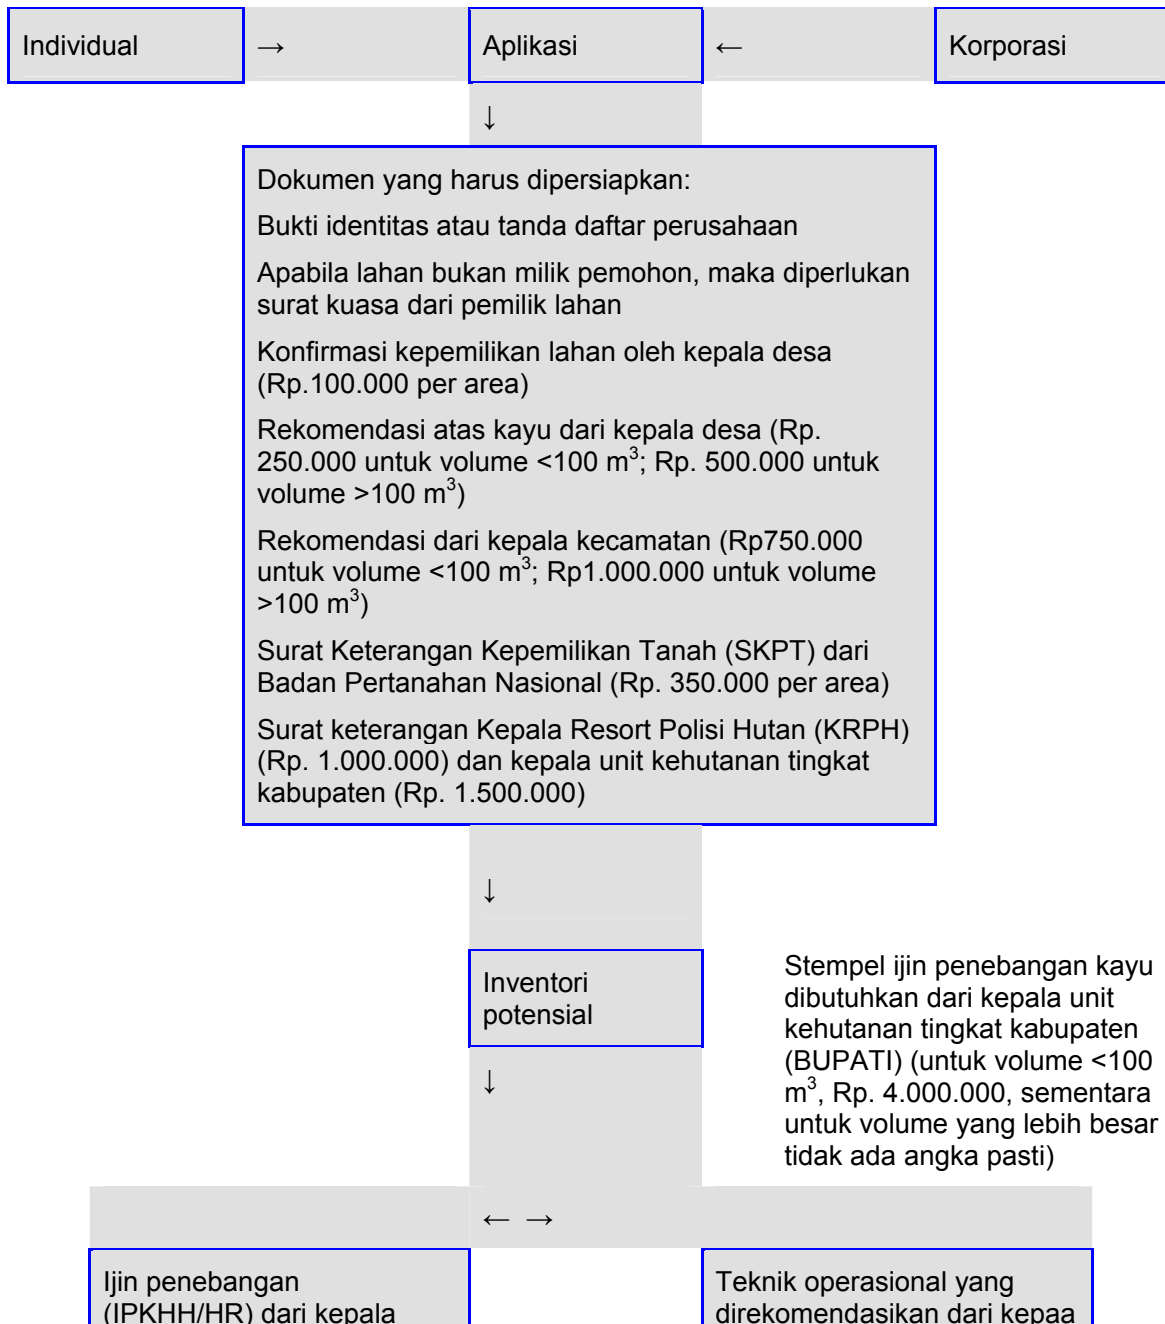 Individual → Aplikasi ← Korporasi
↓
Dokumen yang harus dipersiapkan:
Bukti identitas atau tanda daftar perusahaan
Apabila lahan bukan milik pemohon, maka diperlukan
surat kuasa dari pemilik lahan
Konfirmasi kepemilikan lahan oleh kepala desa
(Rp.100.000 per area)
Rekomendasi atas kayu dari kepala desa (Rp.
250.000 untuk volume <100 m³; Rp. 500.000 untuk
volume >100 m³)
Rekomendasi dari kepala kecamatan (Rp750.000
untuk volume <100 m³; Rp1.000.000 untuk volume
>100 m³)
Surat Keterangan Kepemilikan Tanah (SKPT) dari
Badan Pertanahan Nasional (Rp. 350.000 per area)
Surat keterangan Kepala Resort Polisi Hutan (KRPH)
(Rp. 1.000.000) dan kepala unit kehutanan tingkat
kabupaten (Rp. 1.500.000)
↓
Inventori
potensial
↓
Stempel ijin penebangan kayu
dibutuhkan dari kepala unit
kehutanan tingkat kabupaten
(BUPATI) (untuk volume <100
m³, Rp. 4.000.000, sementara
untuk volume yang lebih besar
tidak ada angka pasti)
← →
Ijin penebangan
(IPKHH/HR) dari kepala
Teknik operasional yang
direkomendasikan dari kepaa